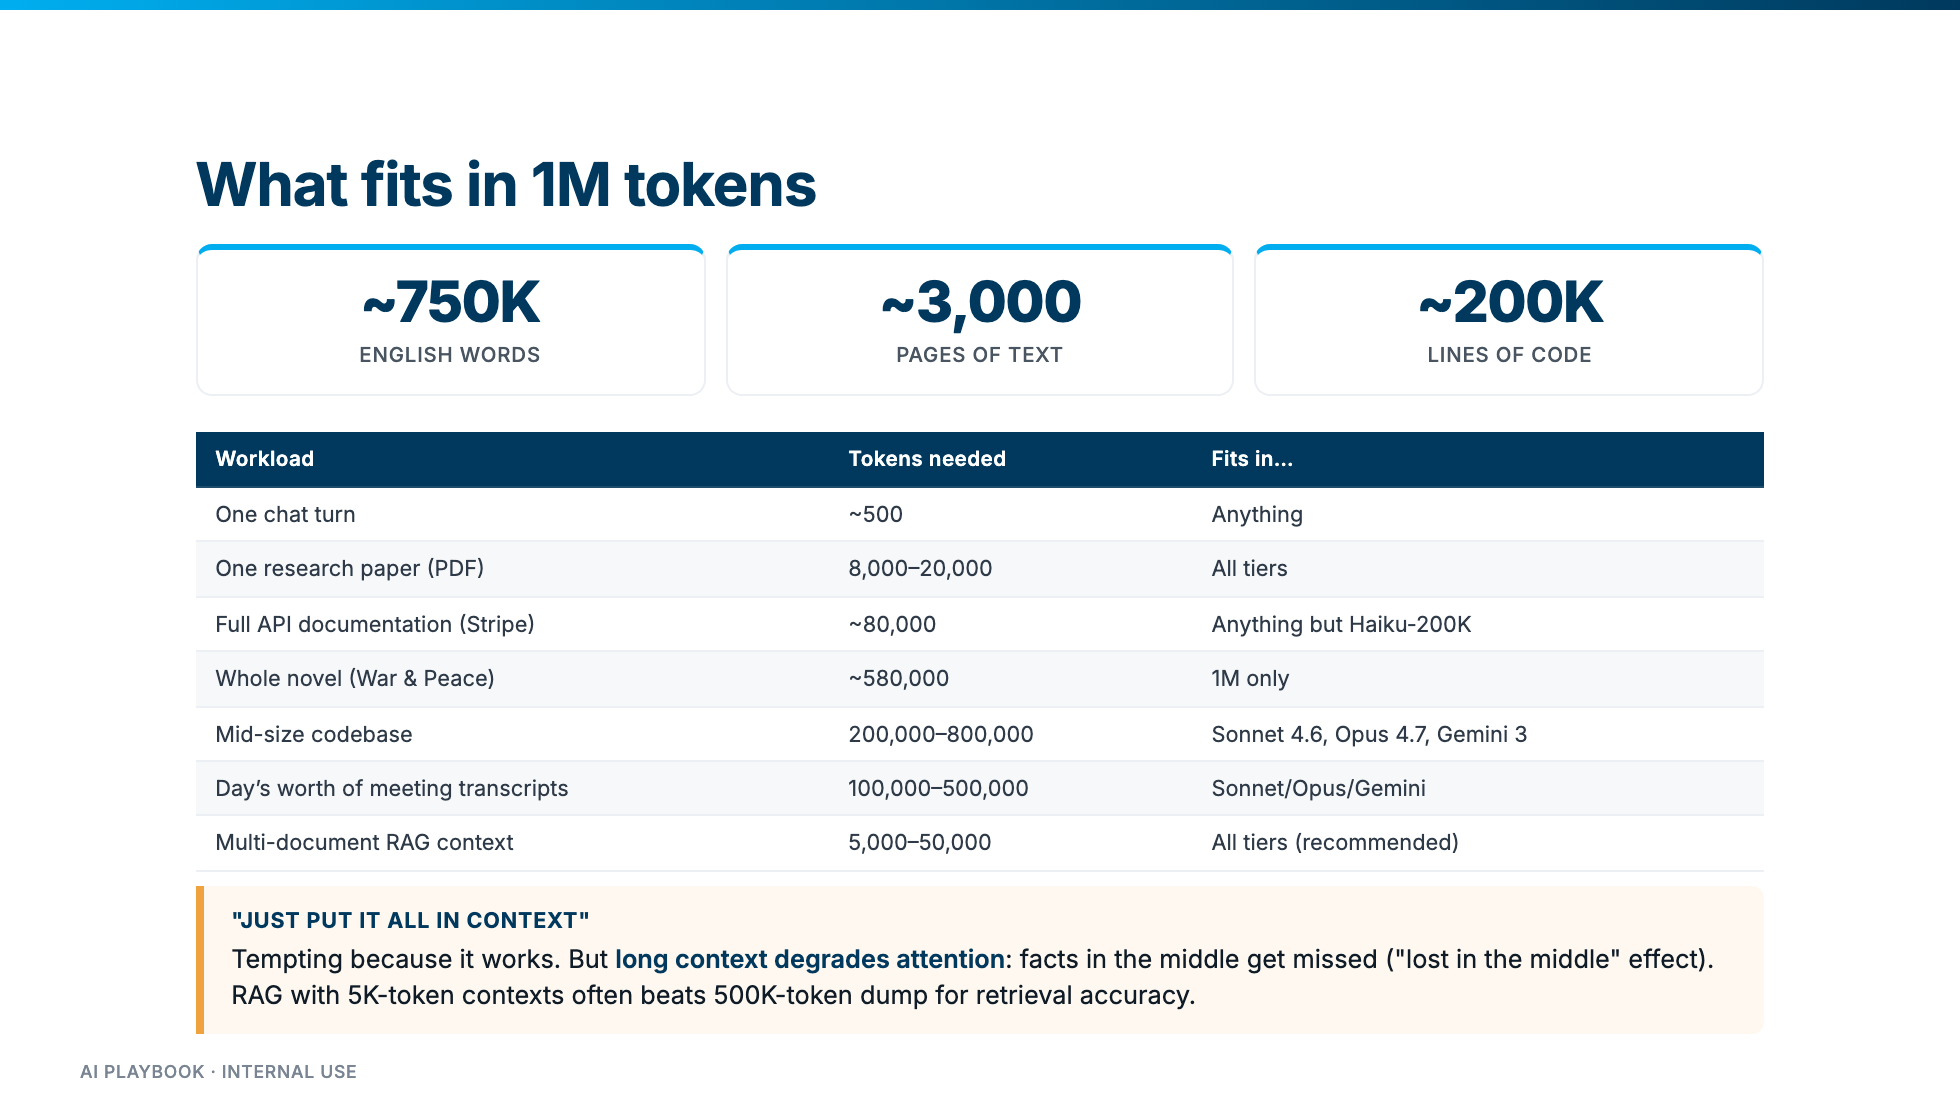 What fits in 1M tokens
~750K
ENGLISH WORDS
~3,000
PAGES OF TEXT
~200K
LINES OF CODE
Workload Tokens needed Fits in...
One chat turn ~500 Anything
One research paper (PDF) 8,000–20,000 All tiers
Full API documentation (Stripe) ~80,000 Anything but Haiku-200K
Whole novel (War & Peace) ~580,000 1M only
Mid-size codebase 200,000–800,000 Sonnet 4.6, Opus 4.7, Gemini 3
Day’s worth of meeting transcripts 100,000–500,000 Sonnet/Opus/Gemini
Multi-document RAG context 5,000–50,000 All tiers (recommended)
"JUST PUT IT ALL IN CONTEXT"
Tempting because it works. But long context degrades attention: facts in the middle get missed ("lost in the middle" effect).
RAG with 5K-token contexts often beats 500K-token dump for retrieval accuracy.
AI PLAYBOOK · INTERNAL USE